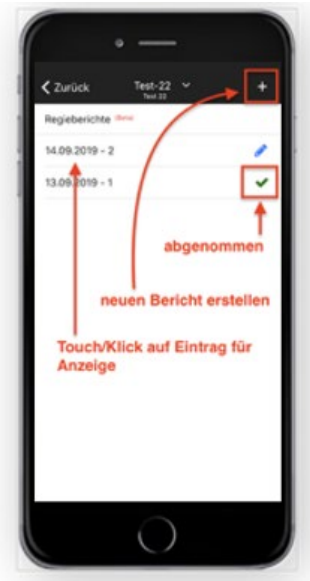 Zurück
Test-22
+
Test 22
Regieberichte (Beta)
14.09.2019 - 2
13.09.2019 - 1
abgenommen
neuen Bericht erstellen
Touch/Klick auf Eintrag für
Anzeige